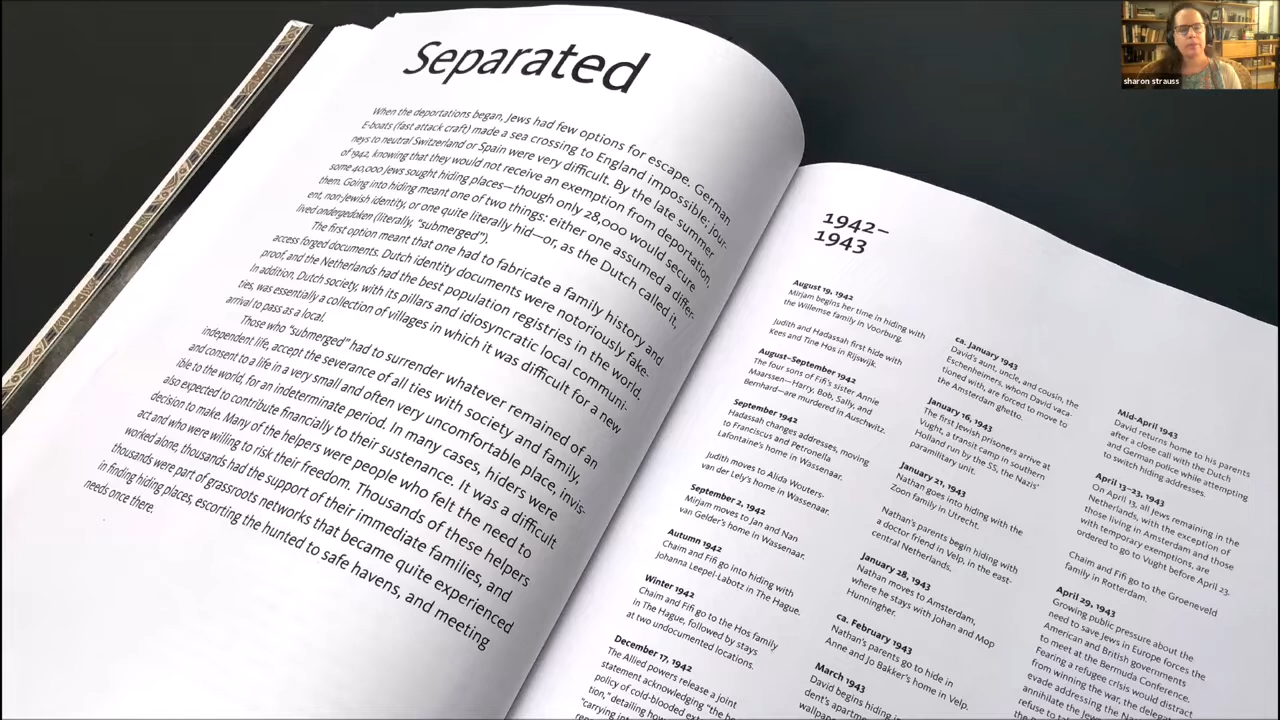 Separated
When the deportations began, Jews had few options for escape. German
E-boats (fast attack craft) made a sea crossing to England impossible; jour-
neys to neutral Switzerland or Spain were very difficult. By the late summer
of 1942, knowing that they would not receive an exemption from deportation,
some 40,000 Jews sought hiding places—though only 28,000 would secure
them. Going into hiding meant one of two things: either one assumed a differ-
ent, non-Jewish identity, or one quite literally hid—or, as the Dutch called it,
lived ondergedoken (literally, “submerged”).
The first option meant that one had to fabricate a family history and
access forged documents. Dutch identity documents were notoriously fake-
proof, and the Netherlands had the best population registries in the world.
In addition, Dutch society, with its pillars and idiosyncratic local communi-
ties, was essentially a collection of villages in which it was difficult for a new
arrival to pass as a local.
Those who “submerged” had to surrender whatever remained of an
independent life, accept the severance of all ties with society and family,
and consent to a life in a very small and often very uncomfortable place, invis-
ible to the world, for an indeterminate period. In many cases, hiders were
also expected to contribute financially to their sustenance. It was a difficult
decision to make. Many of the helpers were people who felt the need to
act and who were willing to risk their freedom. Thousands of these helpers
worked alone, thousands had the support of their immediate families, and
thousands were part of grassroots networks that became quite experienced
in finding hiding places, escorting the hunted to safe havens, and meeting
needs once there.
1942–
1943
August 19, 1942
Mirjam begins her time in hiding with
the Willemse family in Voorburg.
Judith and Hadassah first hide with
Kees and Tine Hos in Rijswijk.
August–September 1942
The four sons of Fifi’s sister Annie
Maarssen—Harry, Bob, Sally, and
Bernhard—are murdered in Auschwitz.
September 1942
Hadassah changes addresses, moving
to Franciscus and Petronella
Lafontaine’s home in Wassenaar.
Judith moves to Alida Wouters-
van der Lely’s home in Wassenaar.
September 2, 1942
Mirjam moves to Jan and Nan
van Gelder’s home in Wassenaar.
Autumn 1942
Chaim and Fifi go into hiding with
Johanna Leepel-Labotz in The Hague.
Winter 1942
Chaim and Fifi go to the Hos family
in The Hague, followed by stays
at two undocumented locations.
December 17, 1942
The Allied powers release a joint
statement acknowledging “the
policy of cold-blooded
tion,” detailing how
“carrying
ca. January 1943
David’s aunt, uncle, and cousin, the
Eschenheimers, whom David vaca-
tioned with, are forced to move to
the Amsterdam ghetto.
January 16, 1943
The first Jewish prisoners arrive at
Vught, a transit camp in southern
Holland, run by the SS, the Nazis’
paramilitary unit.
January 21, 1943
Nathan goes into hiding with the
Zoon family in Utrecht.
Nathan’s parents begin hiding with
a doctor friend in Velp, in the east-
central Netherlands.
January 28, 1943
Nathan moves to Amsterdam,
where he stays with Johan and Mop
Hunningher.
ca. February 1943
Nathan’s parents go to hide in
Anne and Jo Bakker’s home in Velp.
March 1943
David begins hiding
dent’s
Mid-April 1943
David returns home to his parents
after a close call with the Dutch
and German police while attempting
to switch hiding addresses.
April 13–23, 1943
On April 13, all Jews remaining in the
Netherlands, with the exception of
those living in Amsterdam and those
with temporary exemptions, are
ordered to go to Vught before April 23.
Chaim and Fifi go to the Groeneveld
family in Rotterdam.
April 29, 1943
Growing public pressure about the
need to save Jews in Europe forces the
American and British governments
to meet at the Bermuda Conference.
Fearing a refugee crisis would distract
from winning the war, the
evade addressing the
annihilate the
refuse to
sharon strauss